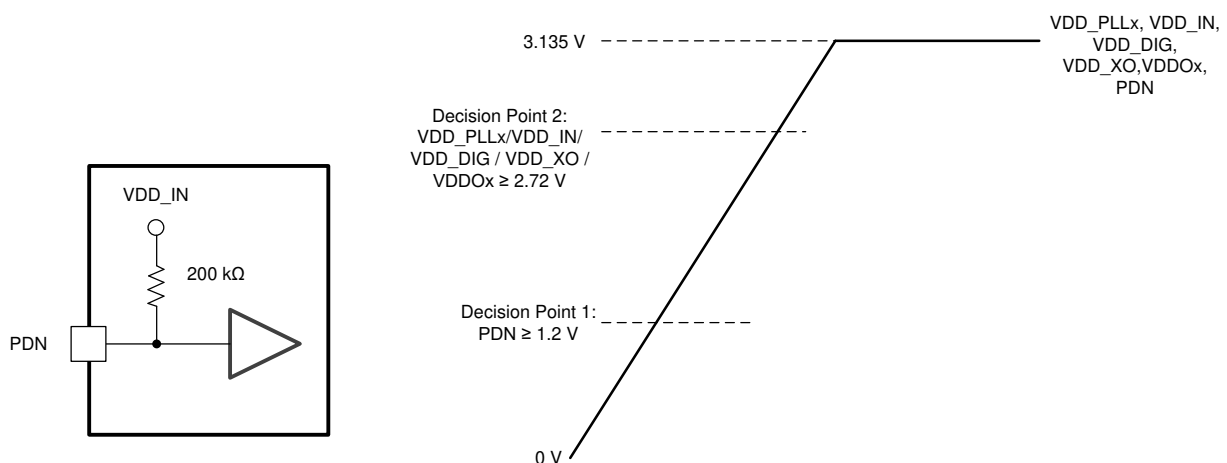 VDD_IN
200 kΩ
PDN
3.135 V
Decision Point 2:
VDD_PLLx/VDD_IN/
VDD_DIG / VDD_XO /
VDDOx ≥ 2.72 V
Decision Point 1:
PDN ≥ 1.2 V
0 V
VDD_PLLx, VDD_IN,
VDD_DIG,
VDD_XO,VDDOx,
PDN